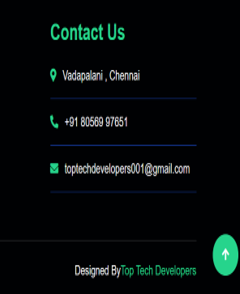 Contact Us
Vadapalani , Chennai
+91 80569 97651
toptechdevelopers001@gmail.com
Designed ByTop Tech Developers